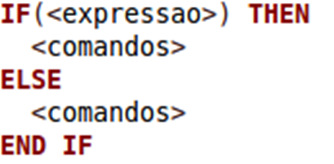 IF(<expressao>) THEN
  <comandos>
ELSE
  <comandos>
END IF